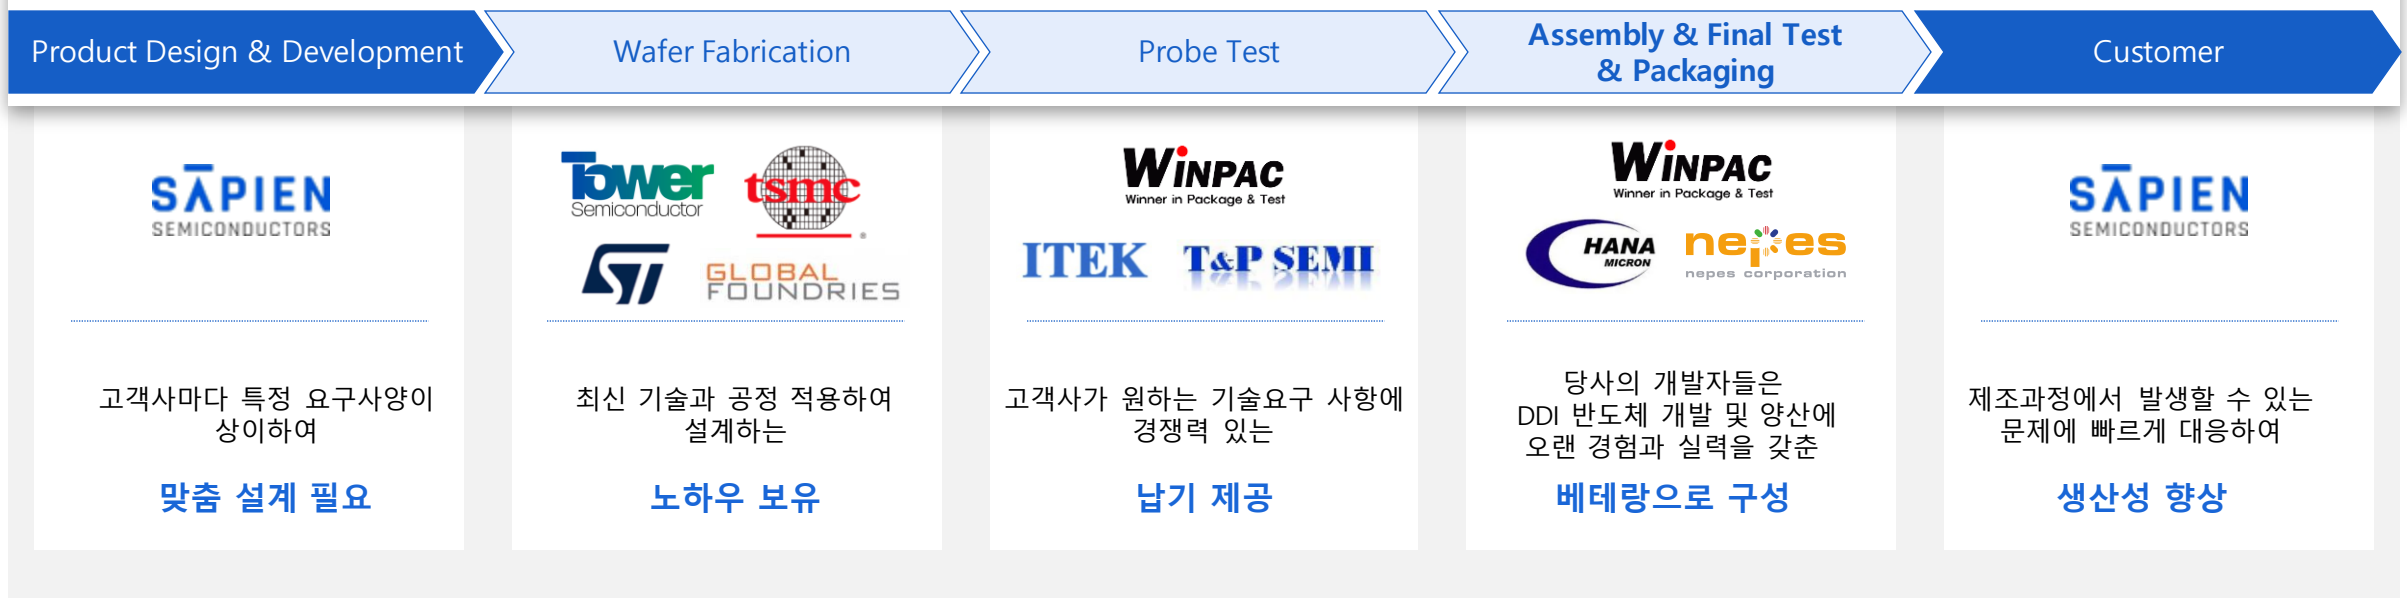 Product Design & Development
Wafer Fabrication
Probe Test
Assembly & Final Test
& Packaging
Customer
SAPIEN
SEMICONDUCTORS
고객사마다 특정 요구사양이
상이하여
맞춤 설계 필요
Tower
Semiconductor
tsmc
®
ST
GLOBAL
FOUNDRIES
최신 기술과 공정 적용하여
설계하는
노하우 보유
WiNPAC
Winner in Package & Test
ITEK
T&P SEMI
고객사가 원하는 기술요구 사항에
경쟁력 있는
납기 제공
WiNPAC
Winner in Package & Test
HANA
MICRON
nepes
nepes corporation
당사의 개발자들은
DDI 반도체 개발 및 양산에
오랜 경험과 실력을 갖춘
베테랑으로 구성
SAPIEN
SEMICONDUCTORS
제조과정에서 발생할 수 있는
문제에 빠르게 대응하여
생산성 향상